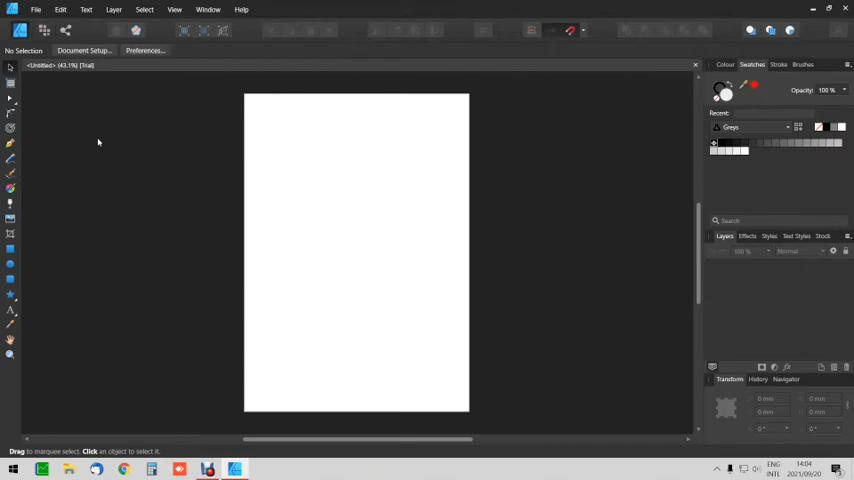 File Edit Text Layer Select View Window Help
No Selection Document Setup... Preferences...
<Untitled> (43.1%) [Trial]
Colour Swatches Stroke Brushes
Opacity: 100 %
Recent:
Greys
Search
Layers Effects Styles Text Styles Stock
100 % Normal
Transform History Navigator
X: 0 mm W: 0 mm
Y: 0 mm H: 0 mm
R: 0 ° S: 0 °
Drag to marquee select. Click an object to select it.
ENG 14:04
INTL 2021/09/20